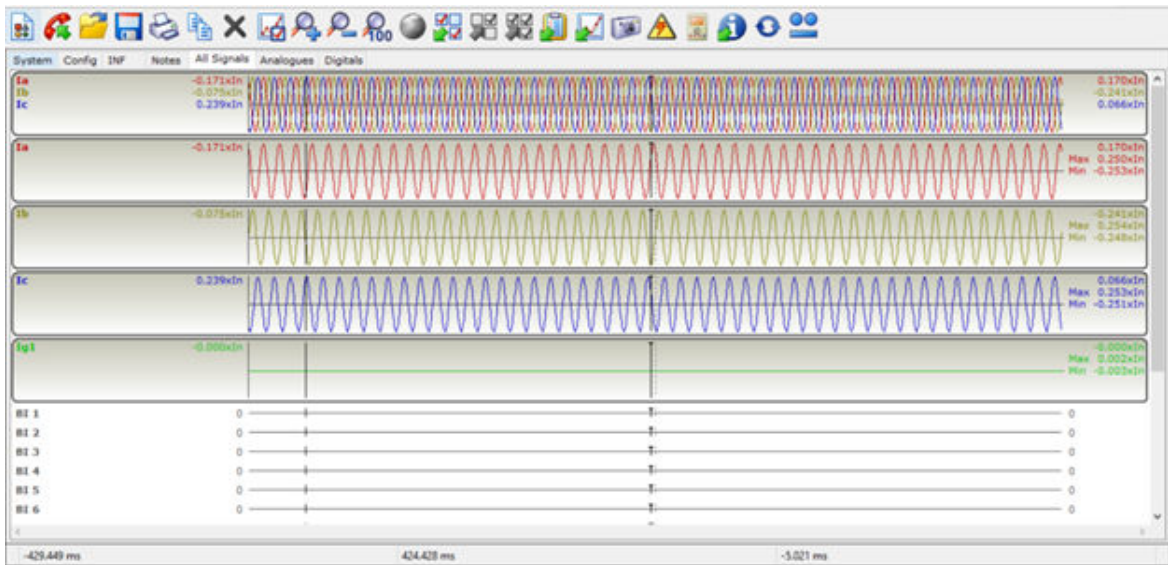 100
System Config INF Notes All Signals Analogues Digitals
Ia -0.171xIn 0.170xIn
Ib -0.075xIn -0.241xIn
Ic 0.239xIn 0.066xIn
Ia -0.171xIn 0.170xIn
Max 0.250xIn
Min -0.253xIn
Ib -0.075xIn -0.241xIn
Max 0.254xIn
Min -0.248xIn
Ic 0.239xIn 0.066xIn
Max 0.253xIn
Min -0.251xIn
Ig1 -0.000xIn -0.000xIn
Max 0.002xIn
Min -0.003xIn
BI 1 0 0
BI 2 0 0
BI 3 0 0
BI 4 0 0
BI 5 0 0
BI 6 0 0
-429.449 ms 424.428 ms -5.021 ms